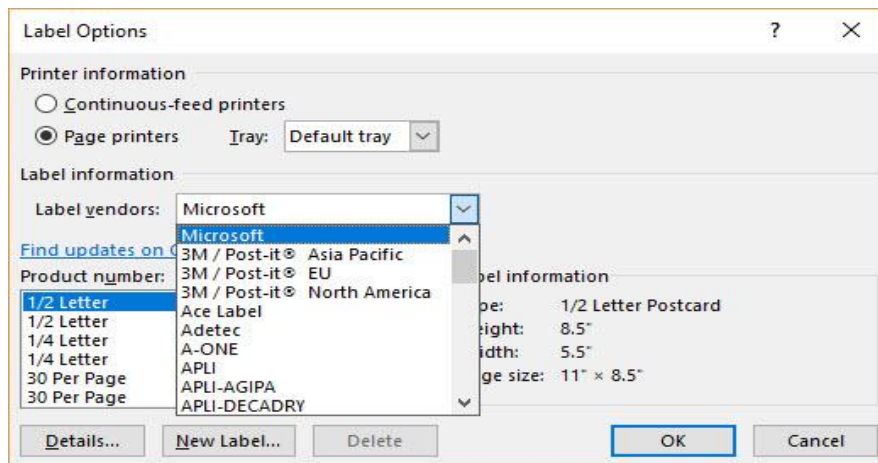 Label Options ?
Printer information
Continuous-feed printers
Page printers Tray: Default tray
Label information
Label vendors: Microsoft
Microsoft
3M / Post-it® Asia Pacific
3M / Post-it® EU
3M / Post-it® North America
Ace Label
Adetec
A-ONE
APLI
APLI-AGIPA
APLI-DECADRY
Find updates on
Product number:
1/2 Letter
1/2 Letter
1/4 Letter
1/4 Letter
30 Per Page
30 Per Page
information
1/2 Letter Postcard
8.5"
5.5"
size: 11" × 8.5"
Details... New Label... Delete OK Cancel